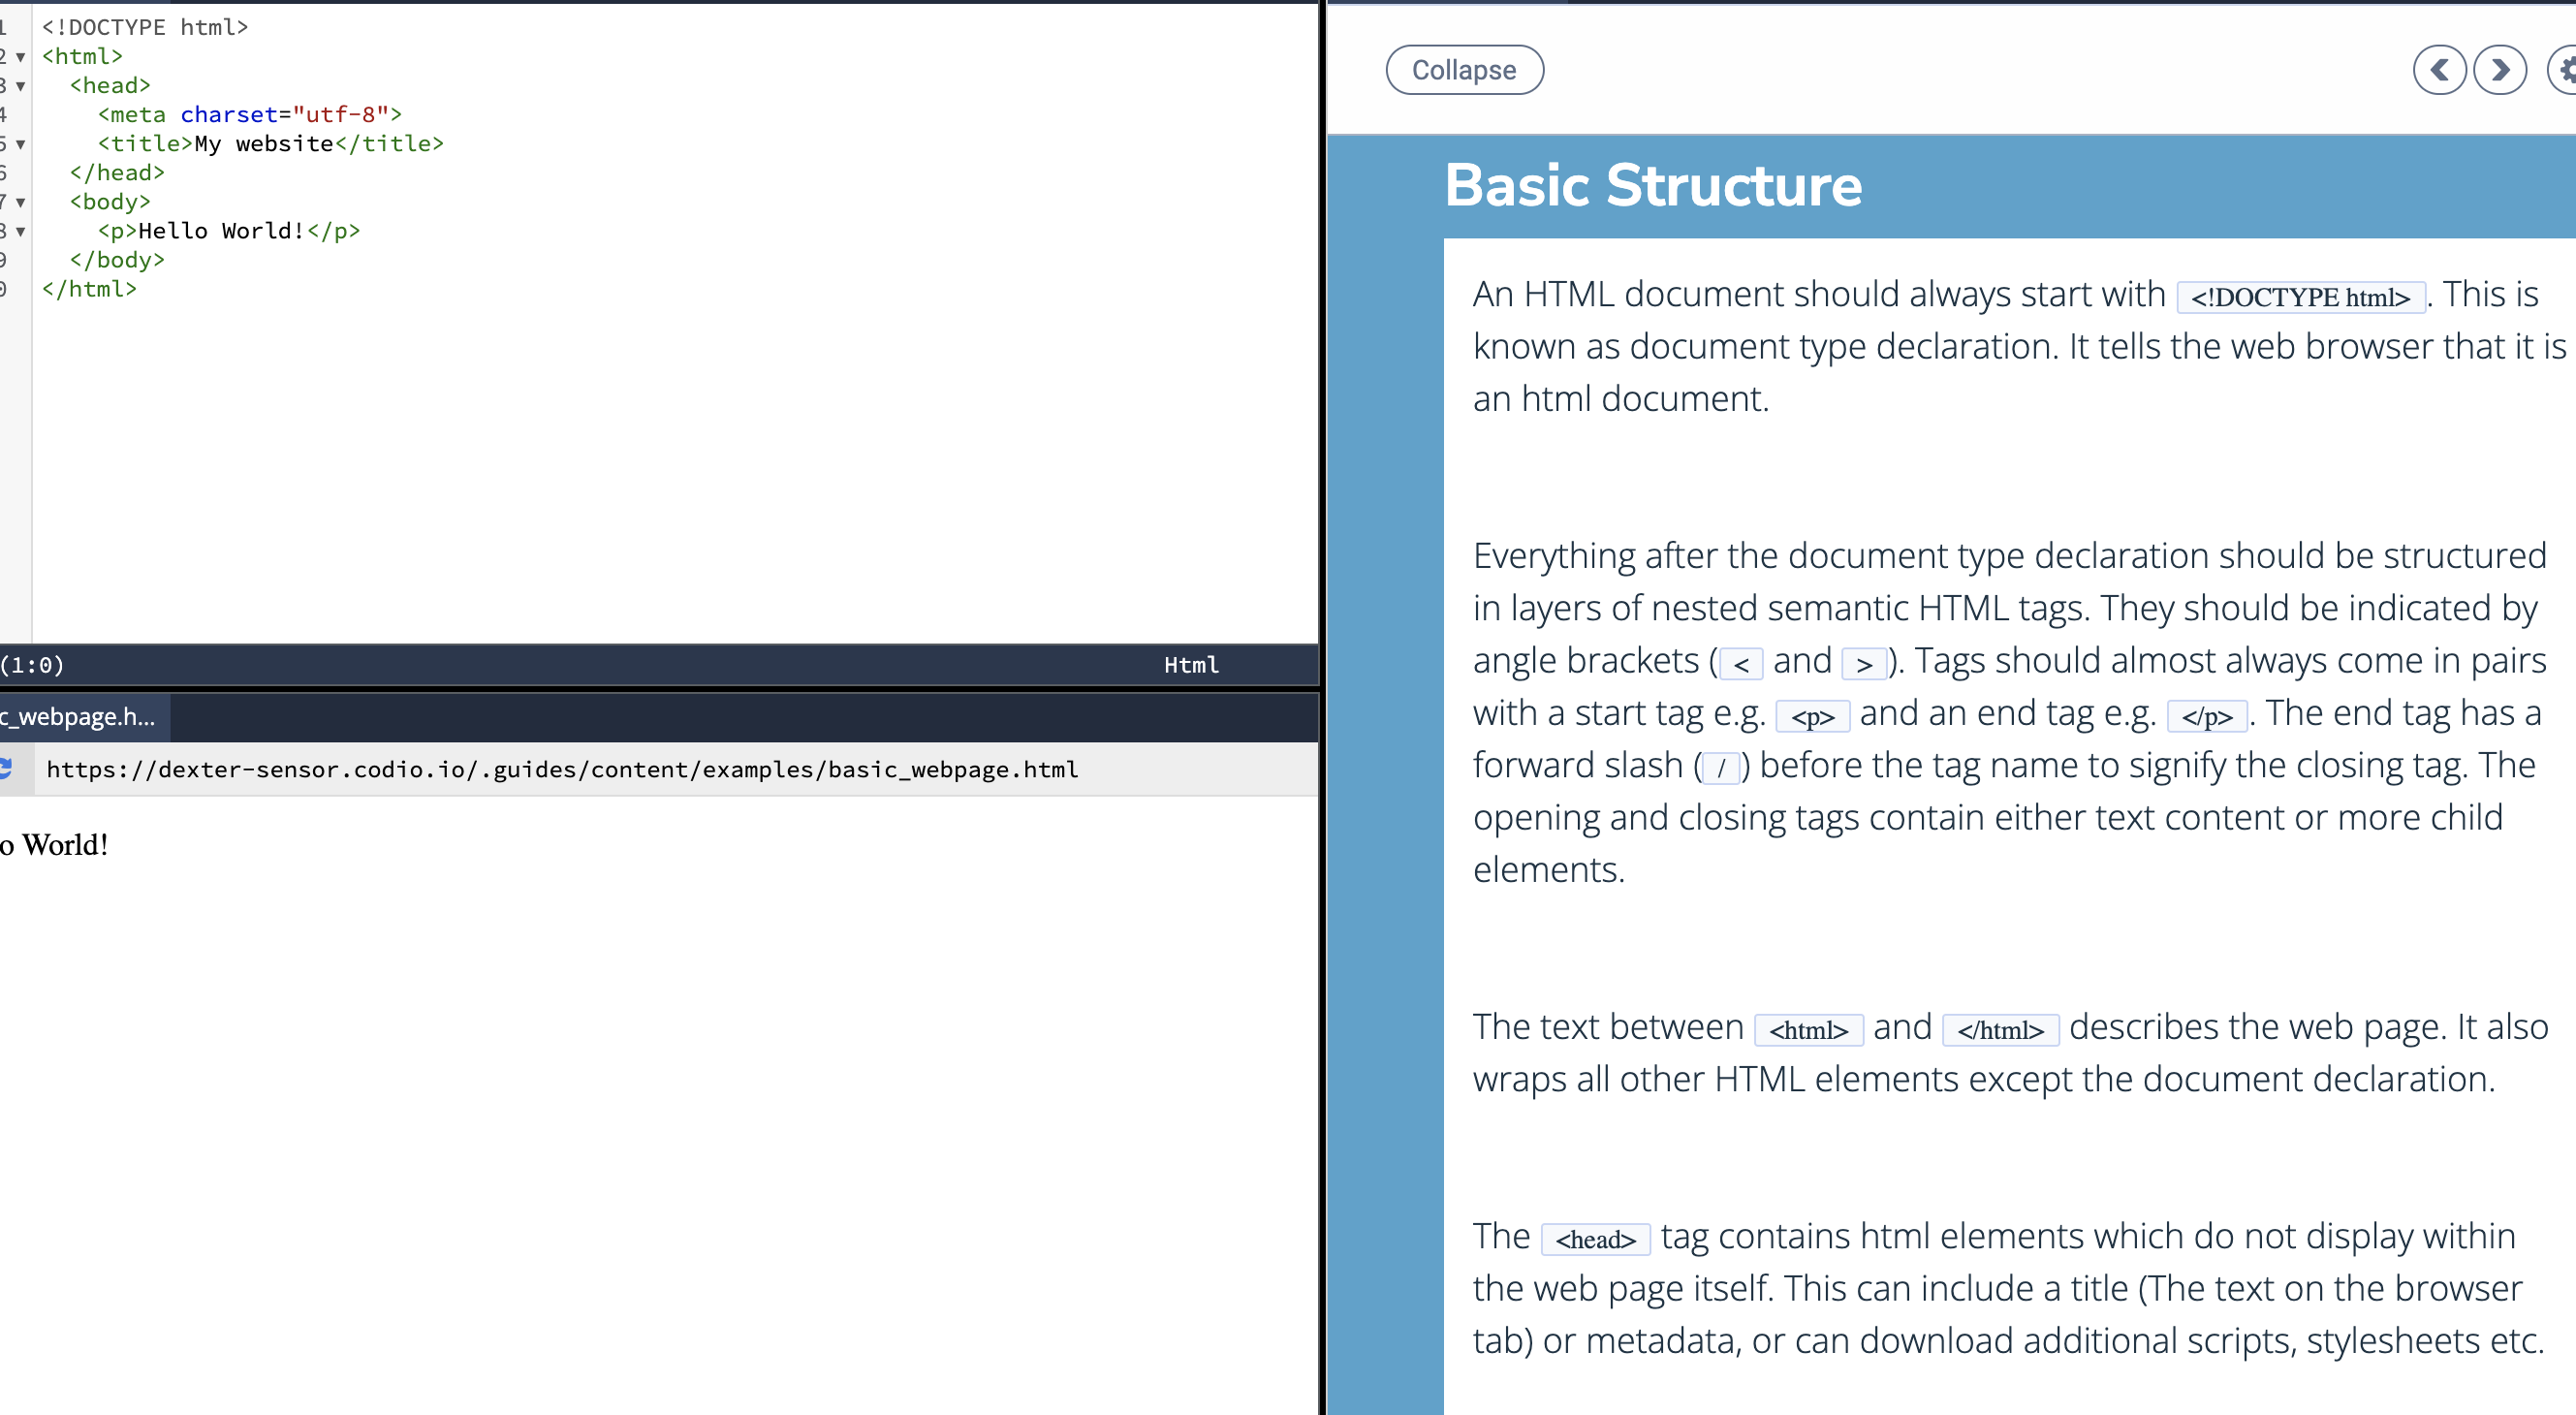 1 <!DOCTYPE html>
2 <html>
3 <head>
4 <meta charset="utf-8">
5 <title>My website</title>
6 </head>
7 <body>
8 <p>Hello World!</p>
9 </body>
0 </html>
(1:0) Html
c_webpage.h...
https://dexter-sensor.codio.io/.guides/content/examples/basic_webpage.html
o World!
Collapse
Basic Structure
An HTML document should always start with <!DOCTYPE html>. This is
known as document type declaration. It tells the web browser that it is
an html document.
Everything after the document type declaration should be structured
in layers of nested semantic HTML tags. They should be indicated by
angle brackets (< and >). Tags should almost always come in pairs
with a start tag e.g. <p> and an end tag e.g. </p>. The end tag has a
forward slash (/) before the tag name to signify the closing tag. The
opening and closing tags contain either text content or more child
elements.
The text between <html> and </html> describes the web page. It also
wraps all other HTML elements except the document declaration.
The <head> tag contains html elements which do not display within
the web page itself. This can include a title (The text on the browser
tab) or metadata, or can download additional scripts, stylesheets etc.